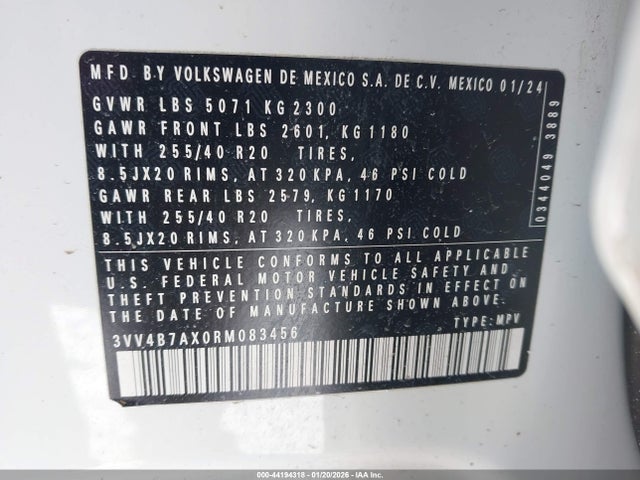 MFD BY VOLKSWAGEN DE MEXICO S.A. DE C.V. MEXICO 01/24
GVWR LBS 5071 KG 2300
GAWR FRONT LBS 2601, KG 1180
WITH 255/40 R20 TIRES,
8.5JX20 RIMS, AT 320 KPA, 46 PSI COLD
GAWR REAR LBS 2579, KG 1170
WITH 255/40 R20 TIRES,
8.5JX20 RIMS, AT 320 KPA, 46 PSI COLD
THIS VEHICLE CONFORMS TO ALL APPLICABLE
U.S. FEDERAL MOTOR VEHICLE SAFETY AND
THEFT PREVENTION STANDARDS IN EFFECT ON
THE DATE OF MANUFACTURE SHOWN ABOVE.
3VV4B7AX0RM083456 TYPE: MPV
0344049 3889
000-44194318 - 01/20/2026 - IAA Inc.